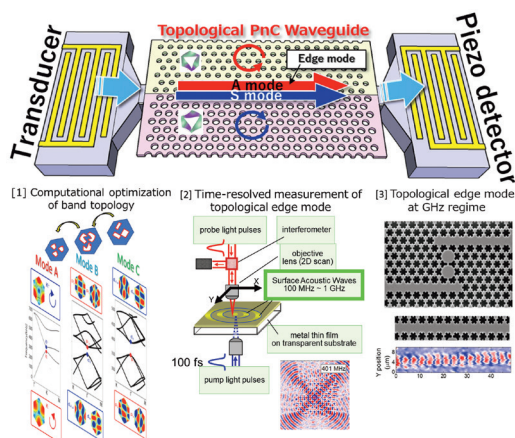 Topological PnC Waveguide
Edge mode
A mode
S mode
Transducer
Piezo detector
[1] Computational optimization
of band topology
[2] Time-resolved measurement of
topological edge mode
[3] Topological edge mode
at GHz regime
Mode A
Mode B
Mode C
probe light pulses
interferometer
objective
lens (2D scan)
Surface Acoustic Waves
100 MHz ~ 1 GHz
X
Y
metal thin film
on transparent substrate
100 fs
pump light pulses
401 MHz
Y position
(μm)
0
10
20
30
40